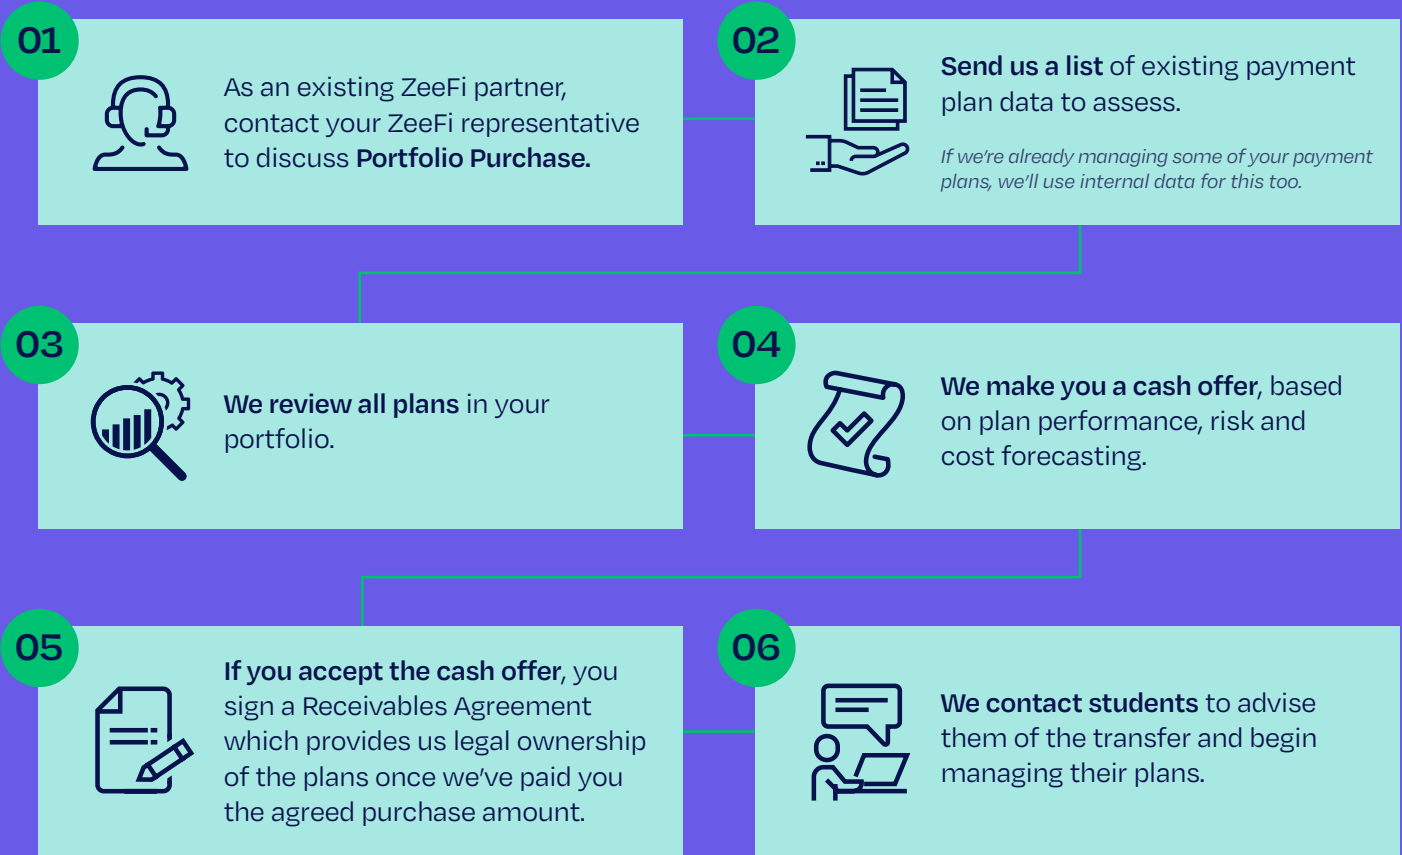 01
As an existing ZeeFi partner,
contact your ZeeFi representative
to discuss Portfolio Purchase.
02
Send us a list of existing payment
plan data to assess.
If we're already managing some of your payment
plans, we'll use internal data for this too.
03
We review all plans in your
portfolio.
04
We make you a cash offer, based
on plan performance, risk and
cost forecasting.
05
If you accept the cash offer, you
sign a Receivables Agreement
which provides us legal ownership
of the plans once we've paid you
the agreed purchase amount.
06
We contact students to advise
them of the transfer and begin
managing their plans.